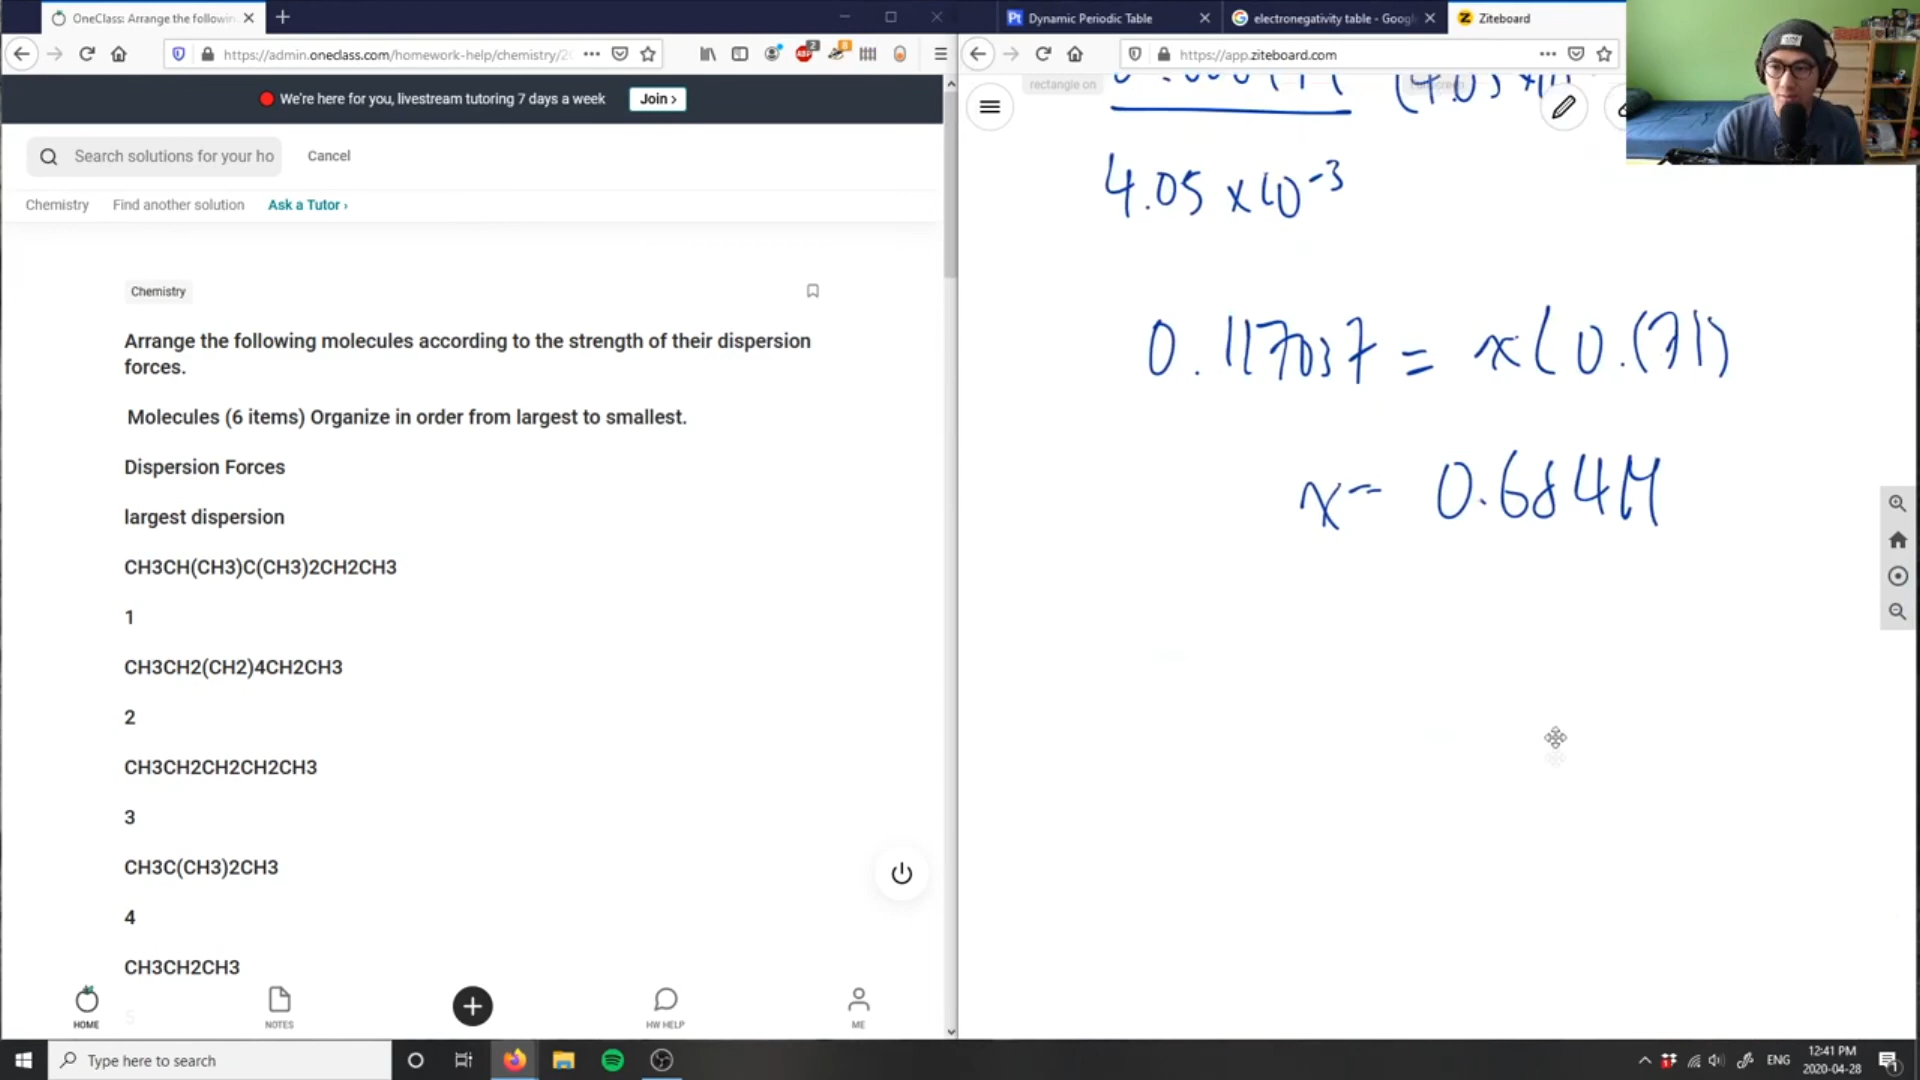 OneClass: Arrange the followin
Dynamic Periodic Table
electronegativity table - Goog
Ziteboard
https://admin.oneclass.com/homework-help/chemistry/2
https://app.ziteboard.com
We're here for you, livestream tutoring 7 days a week
Join ›
Search solutions for your ho
Cancel
Chemistry
Find another solution
Ask a Tutor ›
Chemistry
Arrange the following molecules according to the strength of their dispersion
forces.
Molecules (6 items) Organize in order from largest to smallest.
Dispersion Forces
largest dispersion
CH3CH(CH3)C(CH3)2CH2CH3
1
CH3CH2(CH2)4CH2CH3
2
CH3CH2CH2CH2CH3
3
CH3C(CH3)2CH3
4
CH3CH2CH3
5
HOME
NOTES
HW HELP
ME
rectangle on
4.05 x10-3
0.117037 = x(0.171)
x= 0.684M
Type here to search
ENG
12:41 PM
2020-04-28